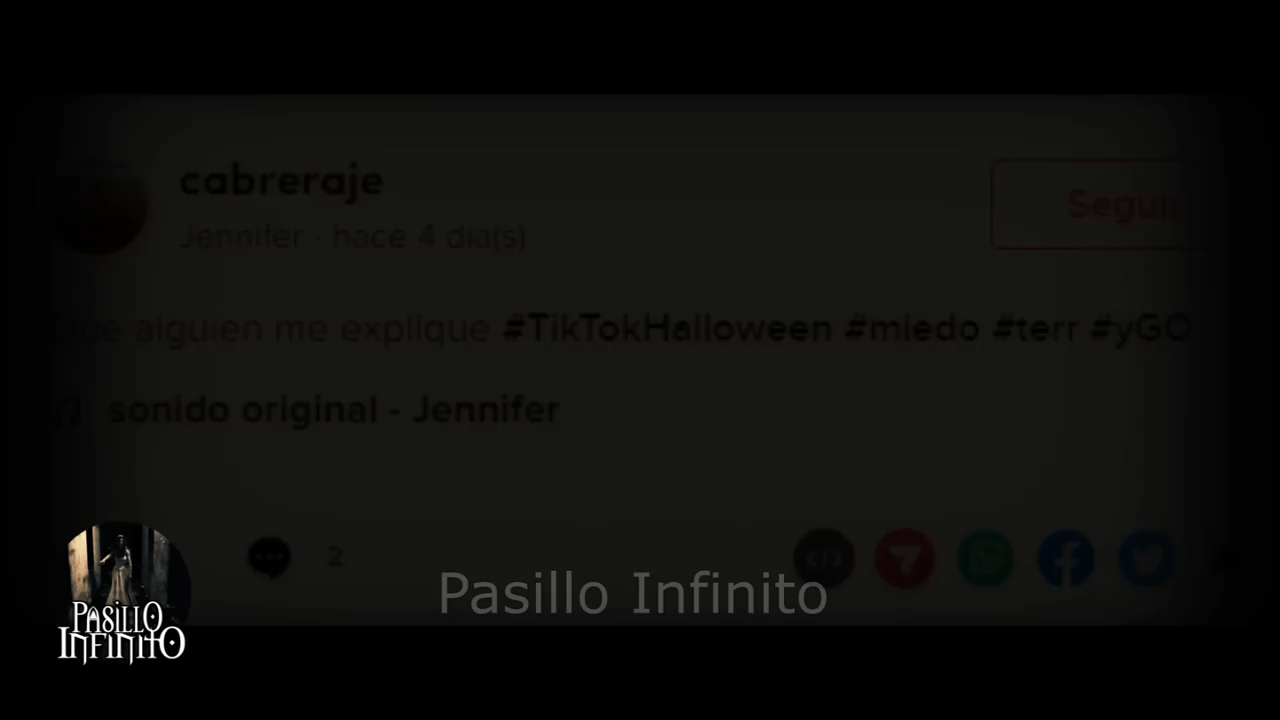 cabreraje
Seguir
Jennifer · hace 4 día(s)
alguien me explique #TikTokHalloween #miedo #terr #yGO
sonido original - Jennifer
2
Pasillo Infinito
PASILLO
INFINITO